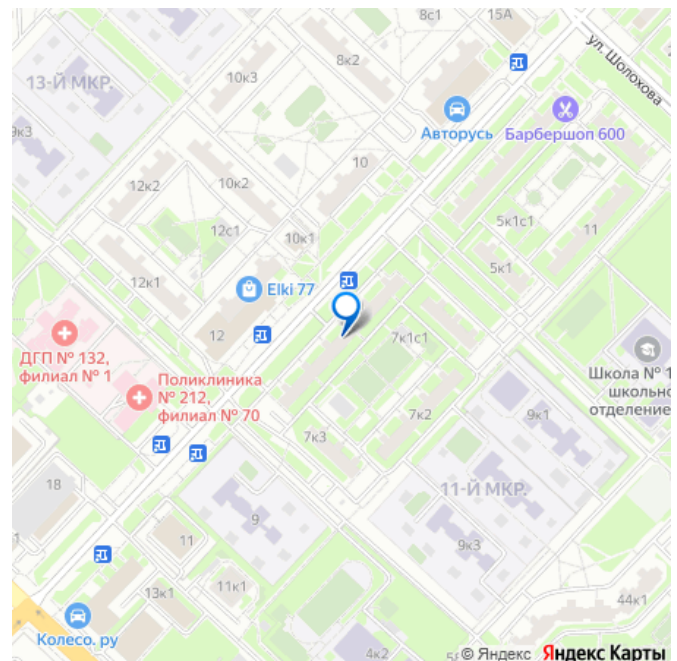 8с1
15А
8к2
ул. Шолохова
10к3
13-Й МКР.
Авторусь
Барбершоп 600
9к3
10
12к2
10к2
12с1
5к1с1
11
10к1
5к1
12к1
Elki 77
12
7к1с1
ДГП № 132,
филиал № 1
Школа № 1
школьно
отделение
Поликлиника
№ 212,
филиал № 70
7к2
9к1
7к3
18
11-Й МКР.
9
11
9к3
13к1
11к1
44к1
Колесо. ру
4к2
© Яндекс Яндекс Карты